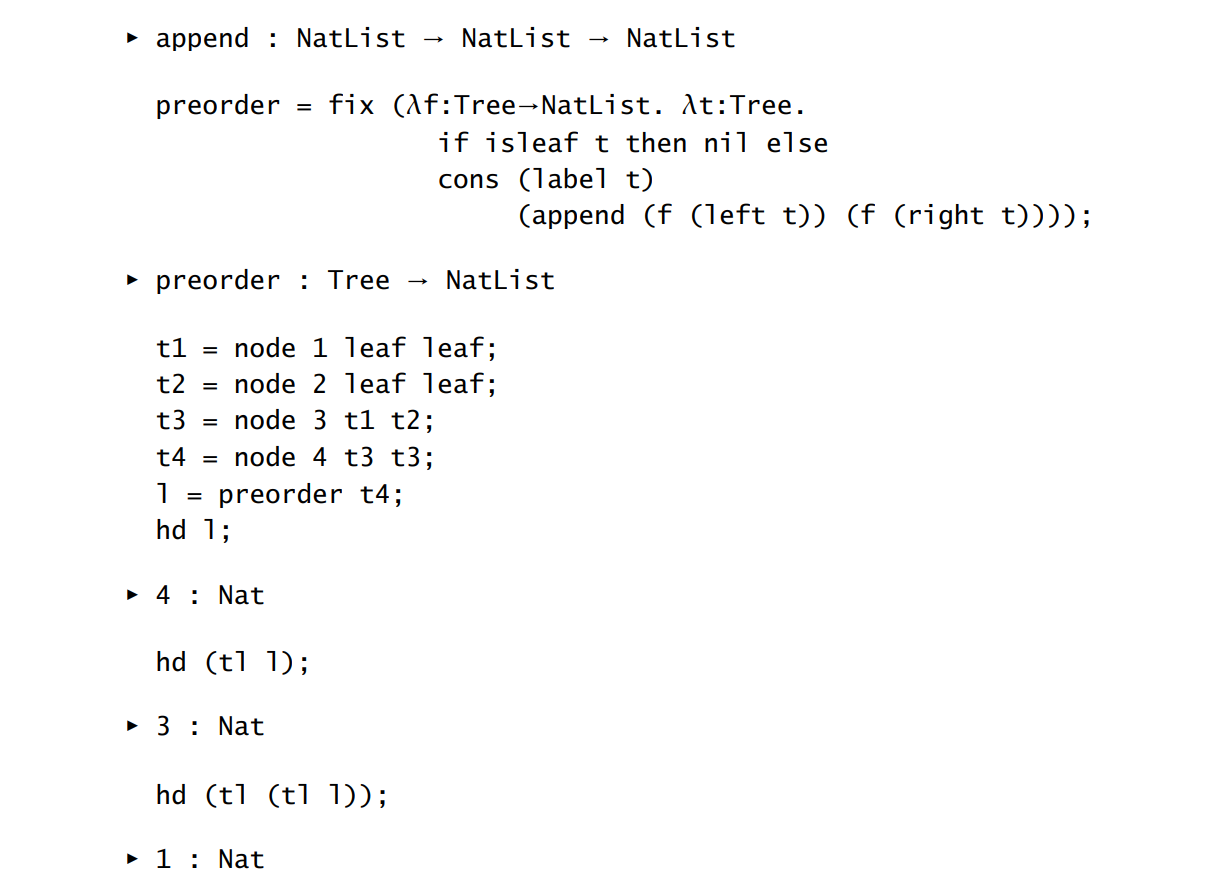 ▸ append : NatList → NatList → NatList
preorder = fix (λf:Tree→NatList. λt:Tree.
if isleaf t then nil else
cons (label t)
(append (f (left t)) (f (right t))));
▸ preorder : Tree → NatList
t1 = node 1 leaf leaf;
t2 = node 2 leaf leaf;
t3 = node 3 t1 t2;
t4 = node 4 t3 t3;
l = preorder t4;
hd l;
▸ 4 : Nat
hd (tl l);
▸ 3 : Nat
hd (tl (tl l));
▸ 1 : Nat